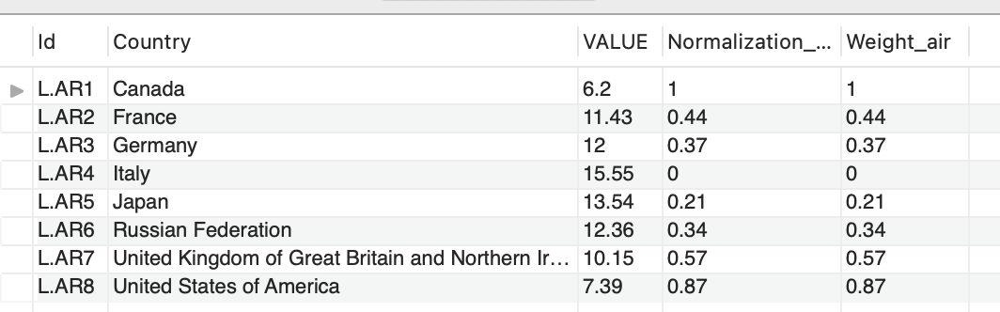 Id Country VALUE Normalization_... Weight_air
L.AR1 Canada 6.2 1 1
L.AR2 France 11.43 0.44 0.44
L.AR3 Germany 12 0.37 0.37
L.AR4 Italy 15.55 0 0
L.AR5 Japan 13.54 0.21 0.21
L.AR6 Russian Federation 12.36 0.34 0.34
L.AR7 United Kingdom of Great Britain and Northern Ir... 10.15 0.57 0.57
L.AR8 United States of America 7.39 0.87 0.87